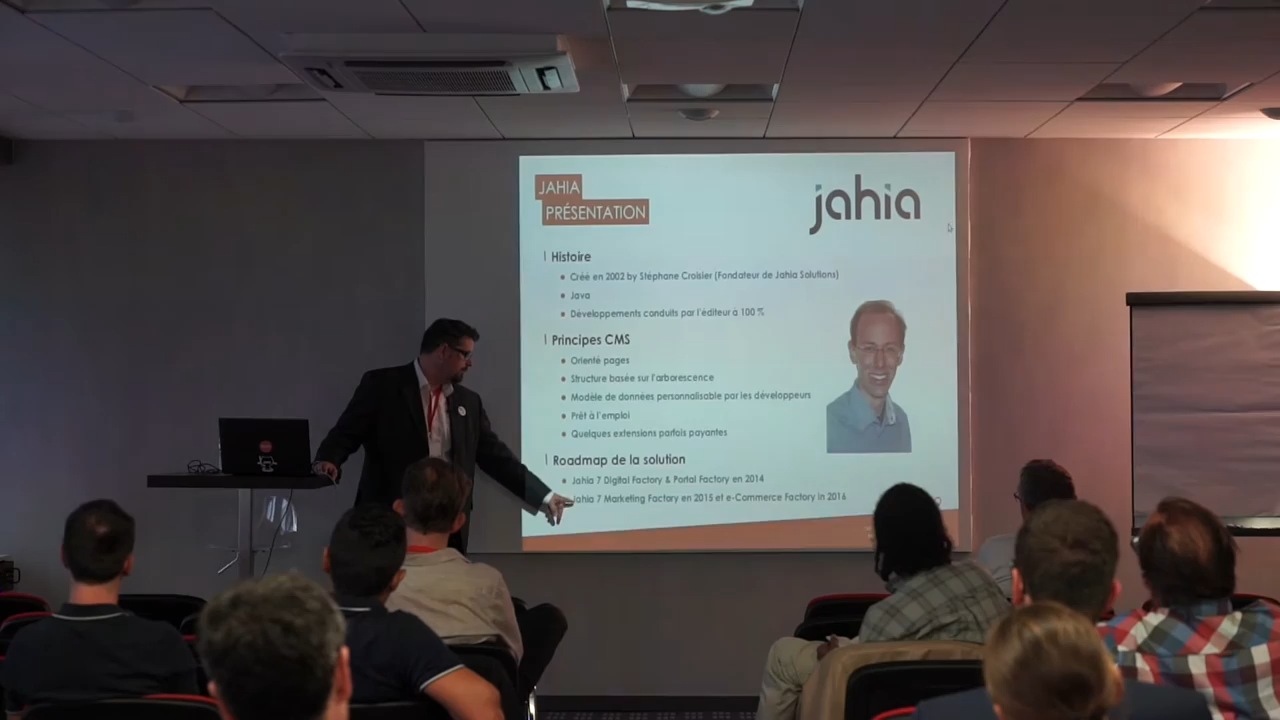 JAHIA
PRÉSENTATION
jahia
Histoire
Créé en 2002 by Stéphane Croisier (Fondateur de Jahia Solutions)
Java
Développements conduits par l'éditeur à 100 %
Principes CMS
Orienté pages
Structure basée sur l'arborescence
Modèle de données personnalisable par les développeurs
Prêt à l'emploi
Quelques extensions parfois payantes
Roadmap de la solution
Jahia 7 Digital Factory & Portal Factory en 2014
Jahia 7 Marketing Factory en 2015 et e-Commerce Factory in 2016